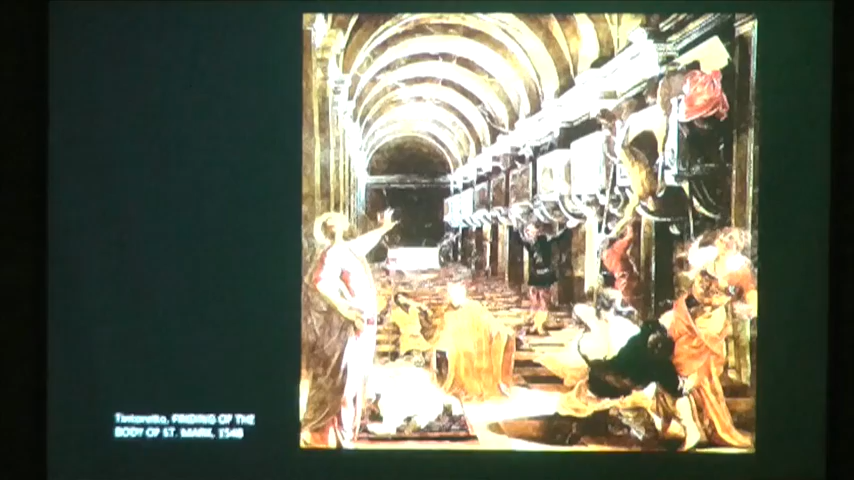 Tintoretto, FINDING OF THE
BODY OF ST. MARK, 1548